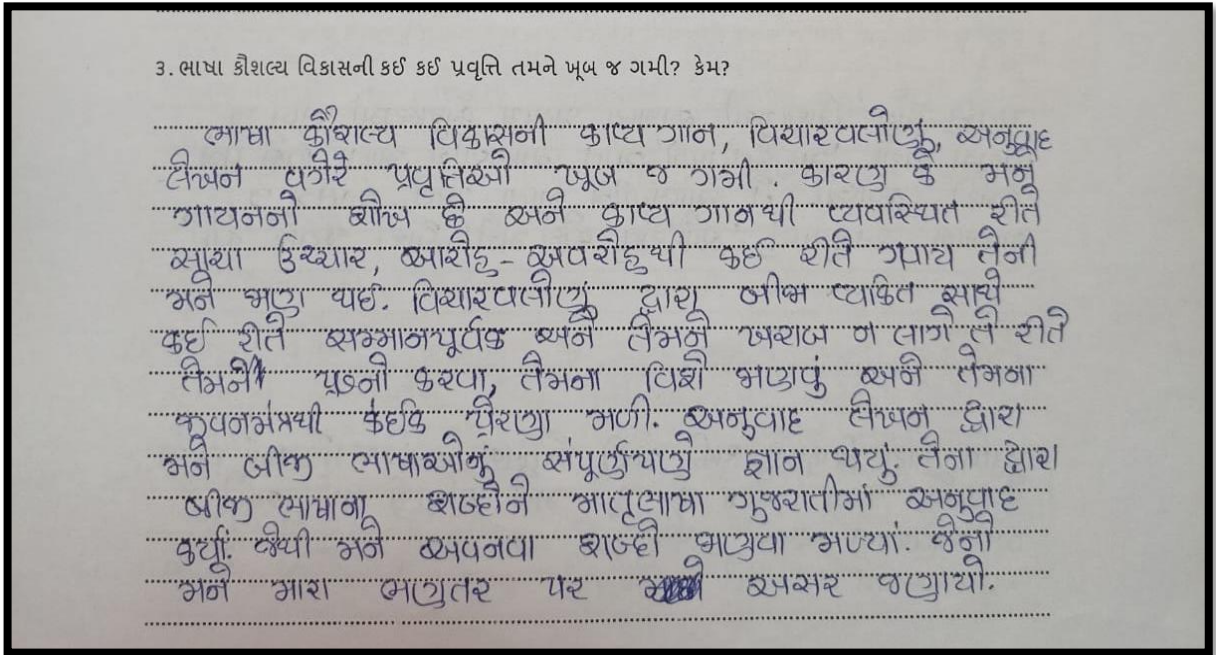 ૩. ભાષા કૌશલ્ય વિકાસની કઈ કઈ પ્રવૃત્તિ તમને ખૂબ જ ગમી? કેમ?
ભાષા કૌશલ્ય વિકાસની કાવ્ય ગાન, વિચારવલોણું, અનુવાદ
લેખન વગેરે પ્રવૃત્તિઓ ખૂબ જ ગમી. કારણ કે મને
ગાયનનો શોખ છે અને કાવ્ય ગાનથી વ્યવસ્થિત રીતે
સાચા ઉચ્ચાર, આરોહ-અવરોહથી કઈ રીતે ગવાય તેની
મને જાણ થઈ. વિચારવલોણું દ્વારા બીજા વ્યકિત સાથે
કઈ રીતે સમ્માનપૂર્વક અને તેમને ખરાબ ન લાગે તે રીતે
તેમને પ્રશ્નો કરવા, તેમના વિશે જાણવું અને તેમના
જીવનમંત્રથી કંઈક પ્રેરણા મળી. અનુવાદ લેખન દ્વારા
મને બીજી ભાષાઓનું સંપૂર્ણપણે જ્ઞાન થયું. તેના દ્વારા
બીજી ભાષાના શબ્દોને માતૃભાષા ગુજરાતીમાં અનુવાદ
કર્યા. જેથી મને અવનવા શબ્દો જાણવા મળ્યાં. જેનો
મને મારા ભણતર પર અસર જણાયો.